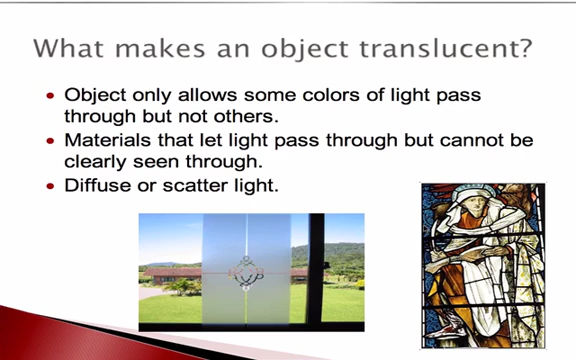 What makes an object translucent?
• Object only allows some colors of light pass
through but not others.
• Materials that let light pass through but cannot be
clearly seen through.
• Diffuse or scatter light.